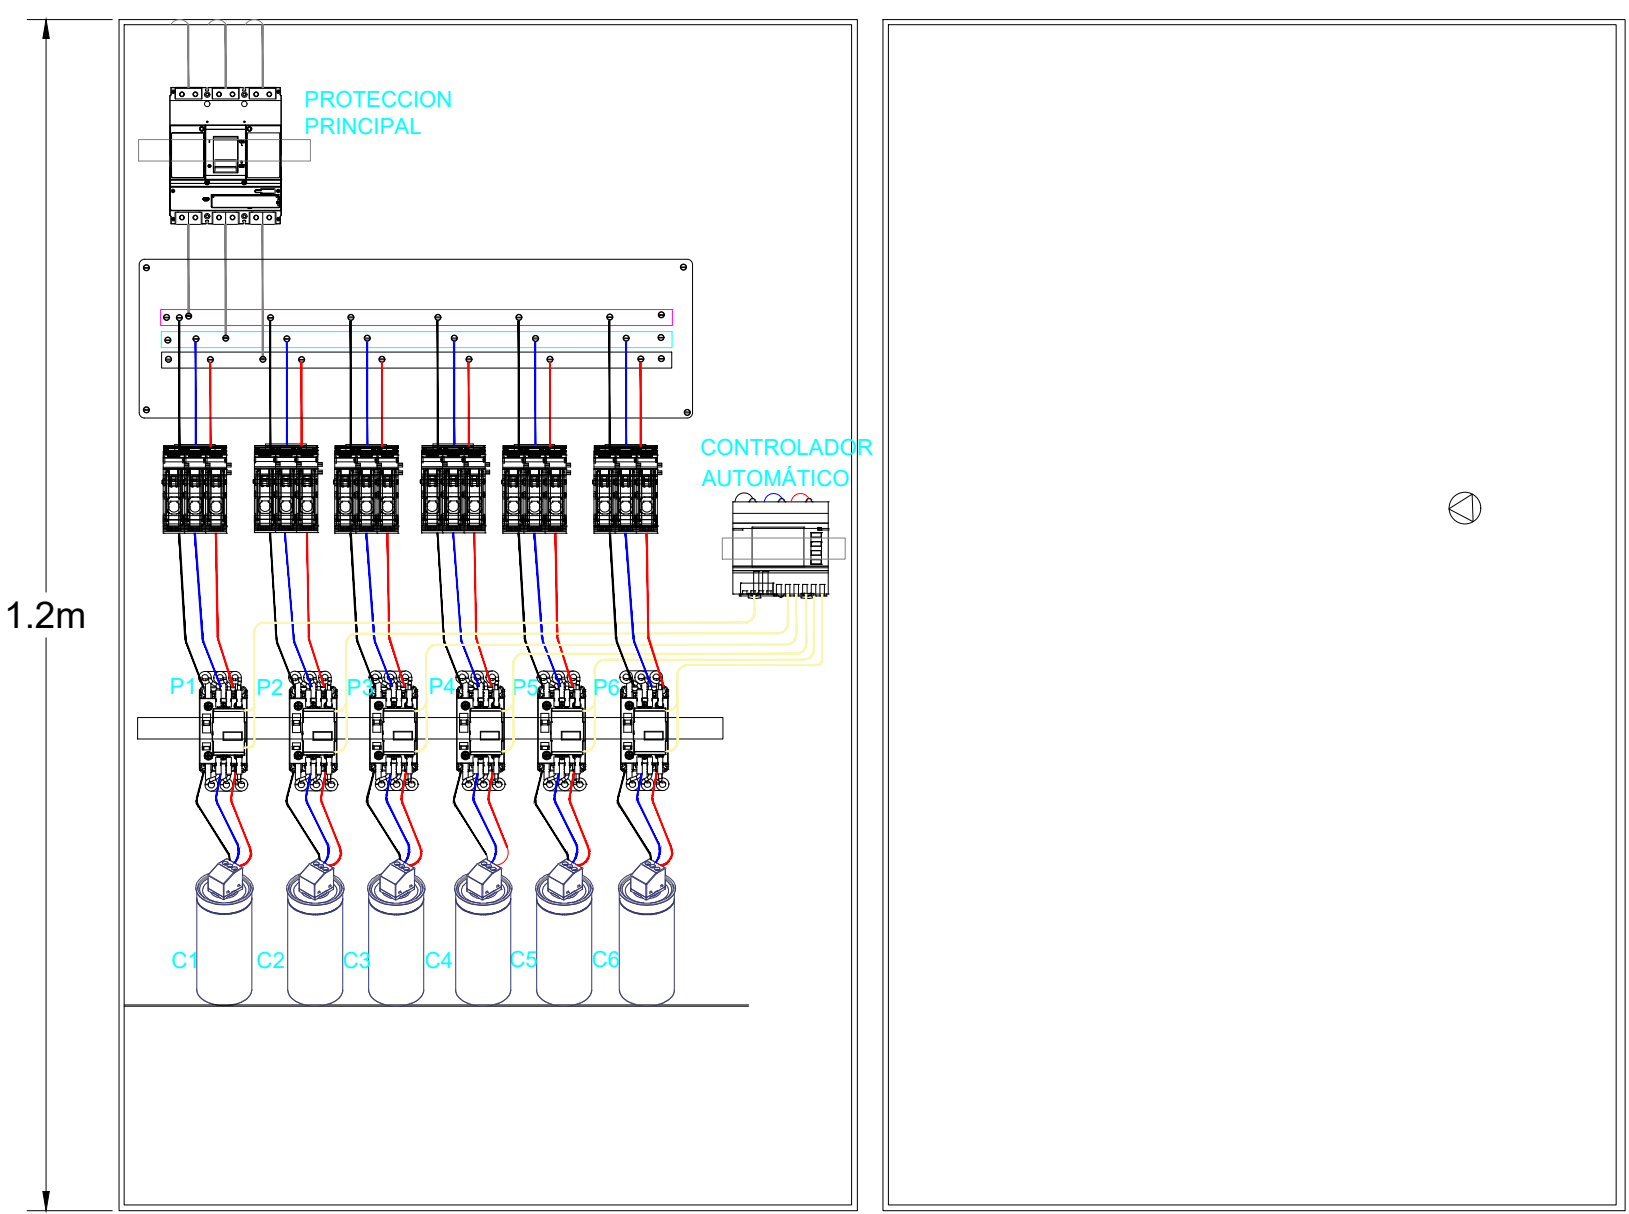 PROTECCION
PRINCIPAL
CONTROLADOR
AUTOMÁTICO
1.2m
P1 P2 P3 P4 P5 P6
C1 C2 C3 C4 C5 C6